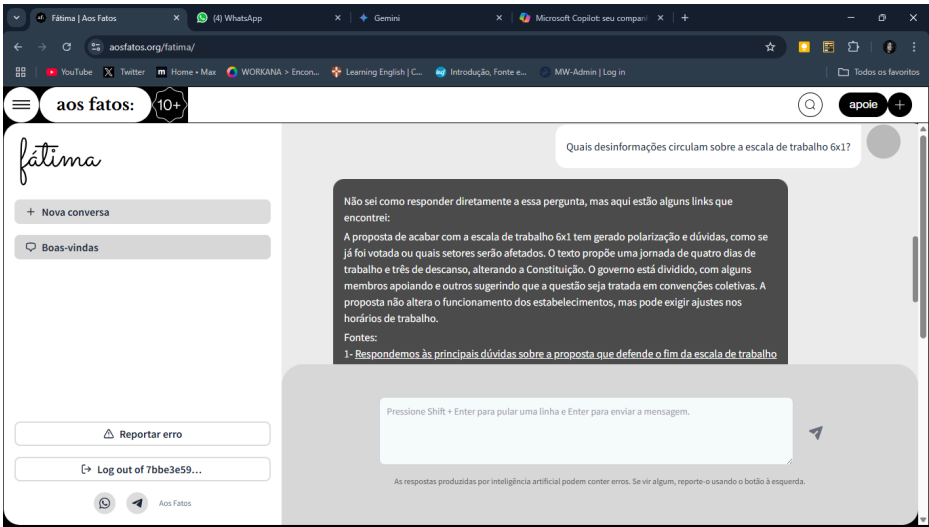 Fátima | Aos Fatos
(4) WhatsApp
Gemini
Microsoft Copilot: seu compani
aosfatos.org/fatima/
YouTube
Twitter
Home • Max
WORKANA > Encon...
Learning English | C...
Introdução, Fonte e...
MW-Admin | Log in
Todos os favoritos
aos fatos:
10+
apoie
fátima
Quais desinformações circulam sobre a escala de trabalho 6x1?
+ Nova conversa
Boas-vindas
Não sei como responder diretamente a essa pergunta, mas aqui estão alguns links que
encontrei:
A proposta de acabar com a escala de trabalho 6x1 tem gerado polarização e dúvidas, como se
já foi votada ou quais setores serão afetados. O texto propõe uma jornada de quatro dias de
trabalho e três de descanso, alterando a Constituição. O governo está dividido, com alguns
membros apoiando e outros sugerindo que a questão seja tratada em convenções coletivas. A
proposta não altera o funcionamento dos estabelecimentos, mas pode exigir ajustes nos
horários de trabalho.
Fontes:
1- Respondemos às principais dúvidas sobre a proposta que defende o fim da escala de trabalho
Pressione Shift + Enter para pular uma linha e Enter para enviar a mensagem.
Reportar erro
Log out of 7bbe3e59...
Aos Fatos
As respostas produzidas por inteligência artificial podem conter erros. Se vir algum, reporte-o usando o botão à esquerda.